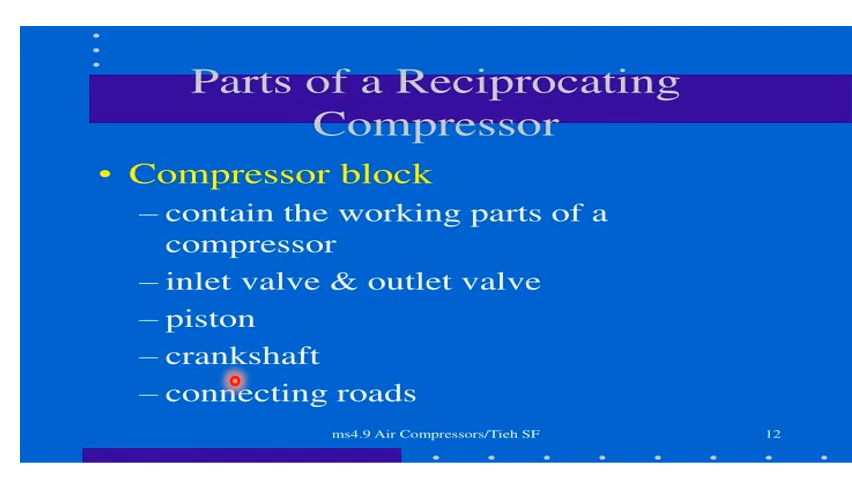 Parts of a Reciprocating
Compressor
• Compressor block
– contain the working parts of a
compressor
– inlet valve & outlet valve
– piston
– crankshaft
– connecting roads
ms4.9 Air Compressors/Tieh SF 12